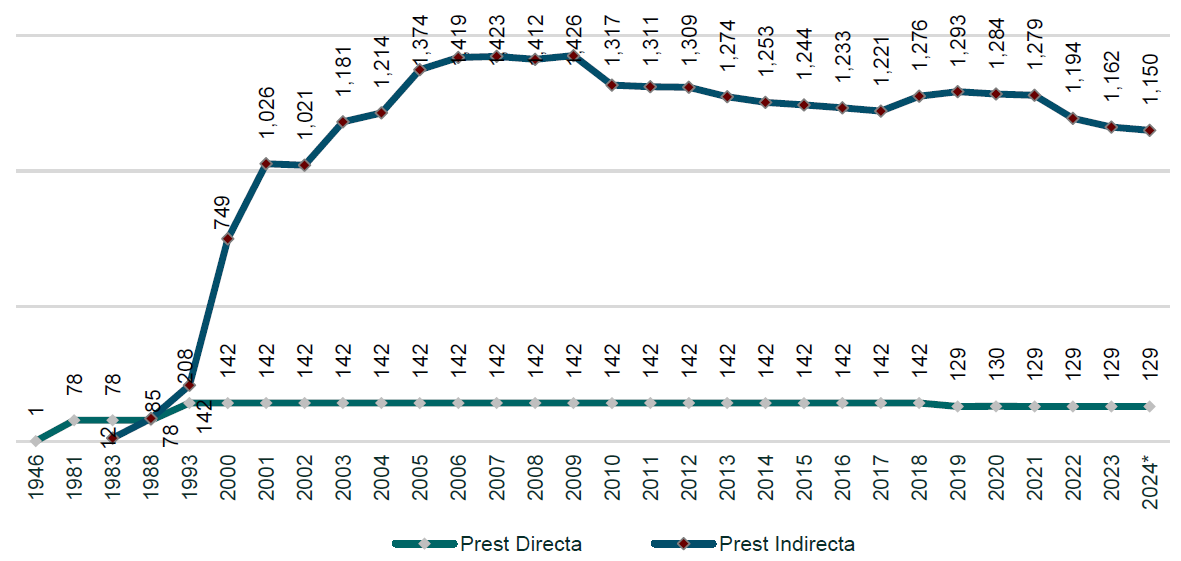 12 85 208 749 1,026 1,021 1,181 1,214 1,374 1,419 1,423 1,412 1,426 1,317 1,311 1,309 1,274 1,253 1,244 1,233 1,221 1,276 1,293 1,284 1,279 1,194 1,162 1,150
1 78 78 78 142 142 142 142 142 142 142 142 142 142 142 142 142 142 142 142 142 142 142 142 129 130 129 129 129 129
1946 1981 1983 1988 1993 2000 2001 2002 2003 2004 2005 2006 2007 2008 2009 2010 2011 2012 2013 2014 2015 2016 2017 2018 2019 2020 2021 2022 2023 2024*
Prest Directa Prest Indirecta